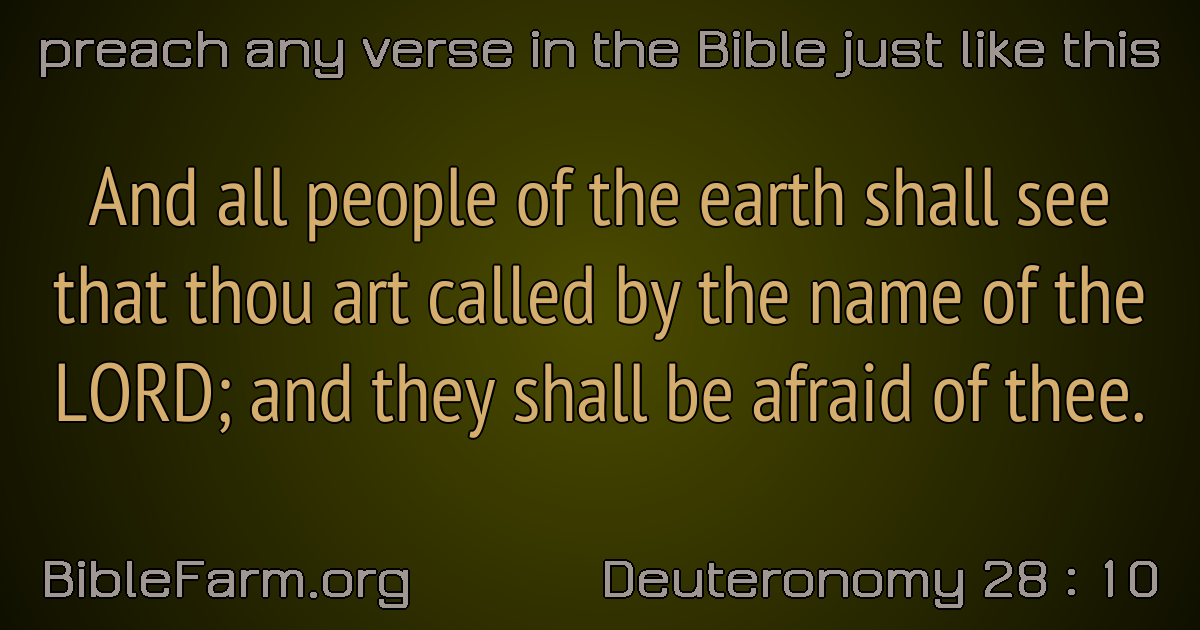 preach any verse in the Bible just like this
And all people of the earth shall see
that thou art called by the name of the
LORD; and they shall be afraid of thee.
BibleFarm.org
Deuteronomy 28 : 10